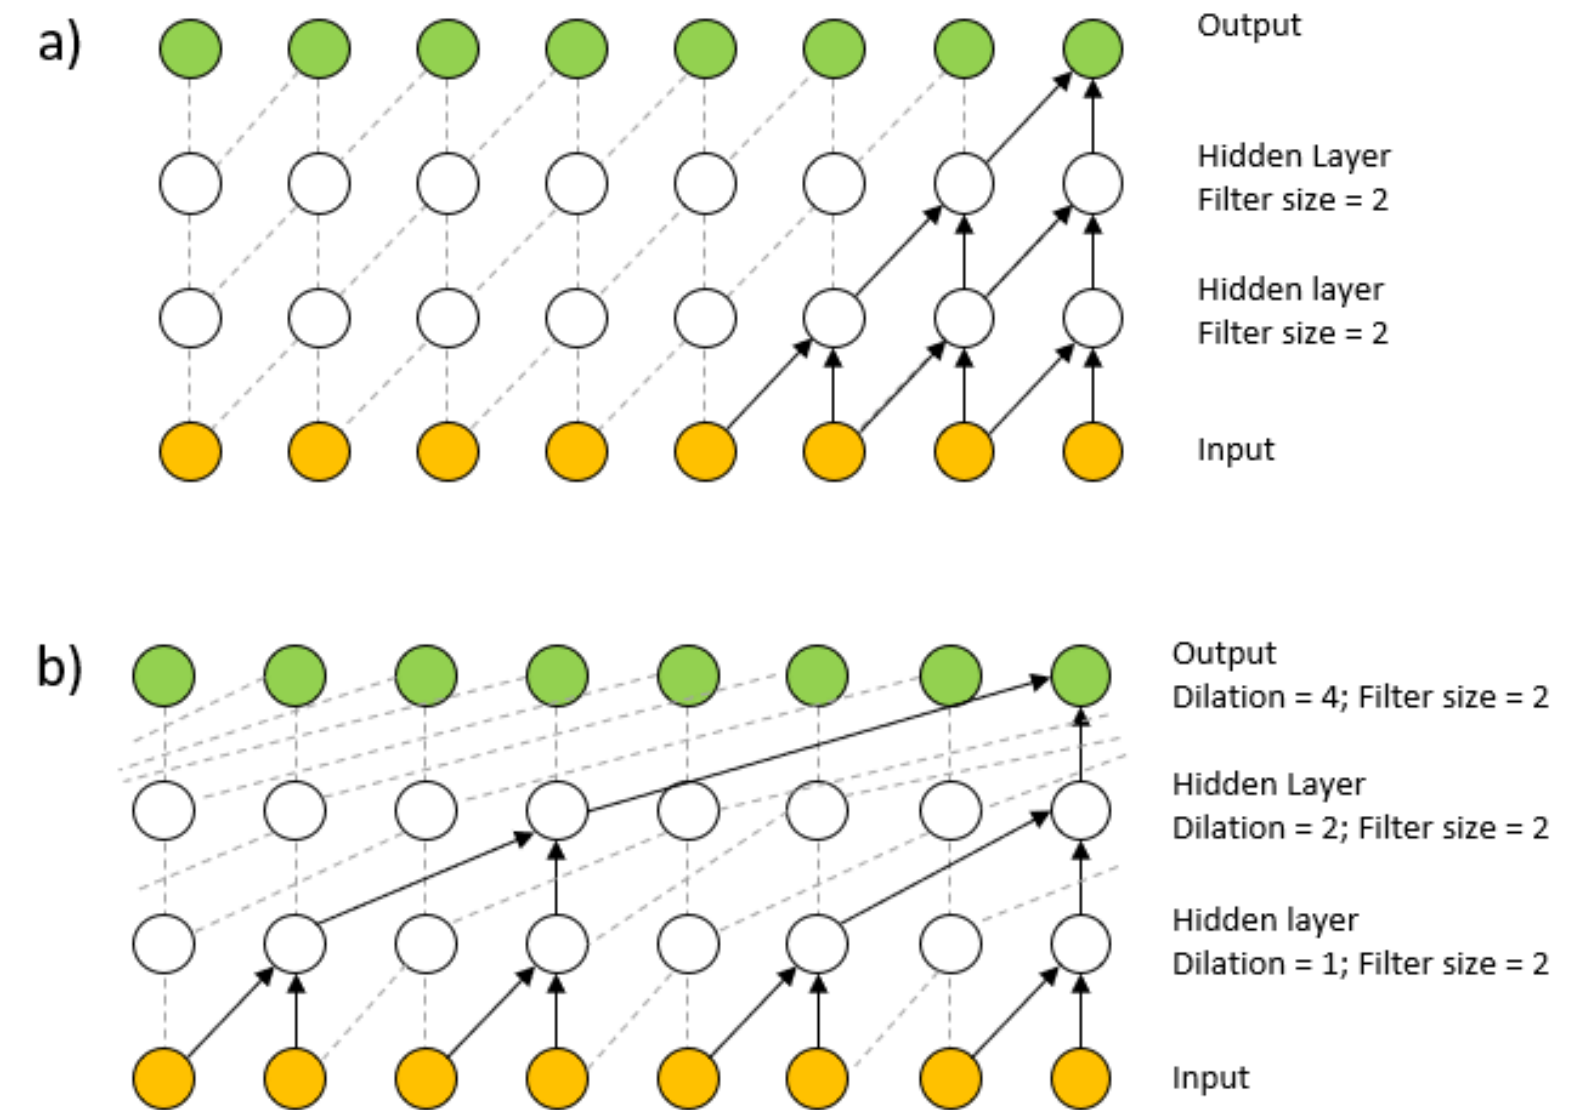 a)
Output
Hidden Layer
Filter size = 2
Hidden layer
Filter size = 2
Input
b)
Output
Dilation = 4; Filter size = 2
Hidden Layer
Dilation = 2; Filter size = 2
Hidden layer
Dilation = 1; Filter size = 2
Input